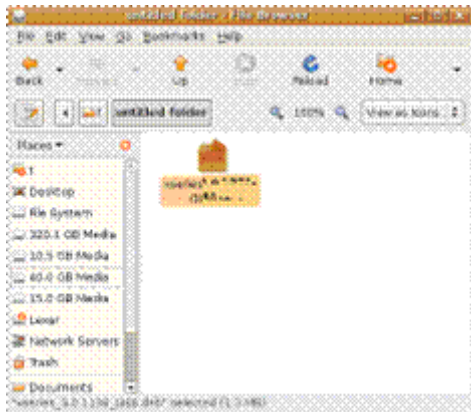 untitled folder - File Browser
File Edit View Go Bookmarks Help
Back Up Reload Home
untitled folder 100% View as Icons
Places
t
Desktop
File System
320.1 GB Media
10.5 GB Media
40.0 GB Media
15.0 GB Media
Lexar
Network Servers
Trash
Documents
selected